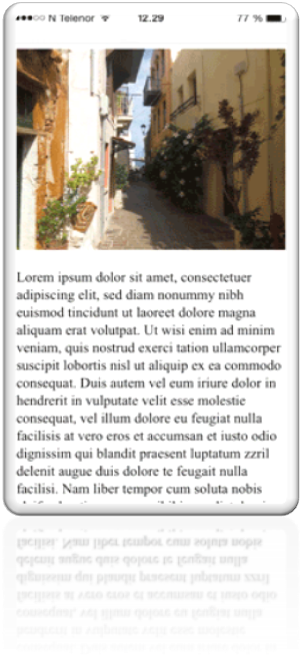 N Telenor 12.29 77 %
Lorem ipsum dolor sit amet, consectetuer
adipiscing elit, sed diam nonummy nibh
euismod tincidunt ut laoreet dolore magna
aliquam erat volutpat. Ut wisi enim ad minim
veniam, quis nostrud exerci tation ullamcorper
suscipit lobortis nisl ut aliquip ex ea commodo
consequat. Duis autem vel eum iriure dolor in
hendrerit in vulputate velit esse molestie
consequat, vel illum dolore eu feugiat nulla
facilisis at vero eros et accumsan et iusto odio
dignissim qui blandit praesent luptatum zzril
delenit augue duis dolore te feugait nulla
facilisi. Nam liber tempor cum soluta nobis